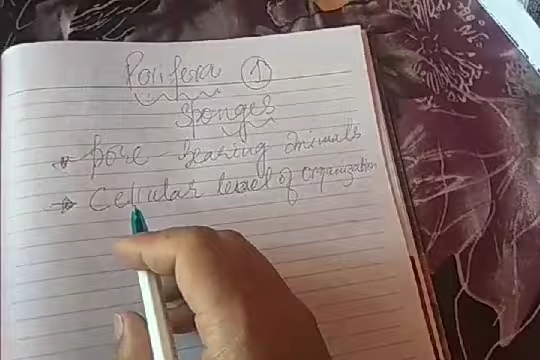 Porifera ①
Sponges
→ Pore - bearing animals
→ Cellular level of organization